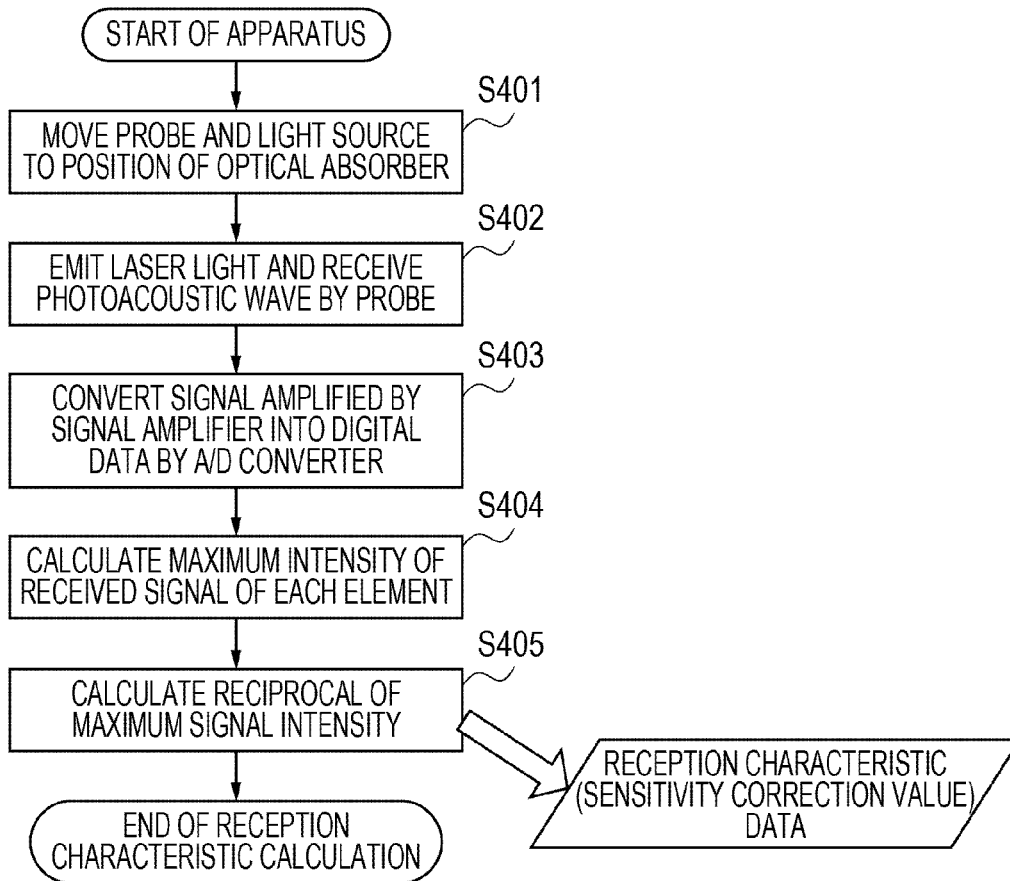 START OF APPARATUS
S401
MOVE PROBE AND LIGHT SOURCE
TO POSITION OF OPTICAL ABSORBER
S402
EMIT LASER LIGHT AND RECEIVE
PHOTOACOUSTIC WAVE BY PROBE
S403
CONVERT SIGNAL AMPLIFIED BY
SIGNAL AMPLIFIER INTO DIGITAL
DATA BY A/D CONVERTER
S404
CALCULATE MAXIMUM INTENSITY OF
RECEIVED SIGNAL OF EACH ELEMENT
S405
CALCULATE RECIPROCAL OF
MAXIMUM SIGNAL INTENSITY
RECEPTION CHARACTERISTIC
(SENSITIVITY CORRECTION VALUE)
DATA
END OF RECEPTION
CHARACTERISTIC CALCULATION